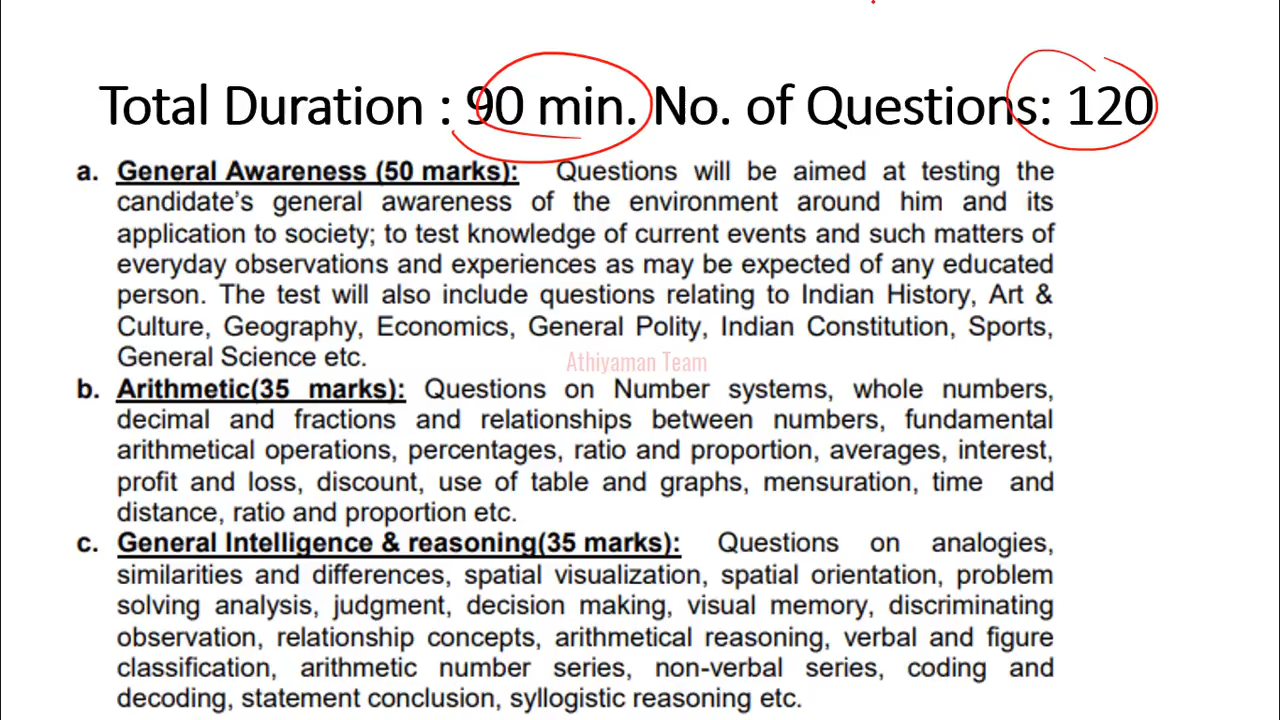 Total Duration : 90 min. No. of Questions: 120
a. General Awareness (50 marks): Questions will be aimed at testing the
candidate's general awareness of the environment around him and its
application to society; to test knowledge of current events and such matters of
everyday observations and experiences as may be expected of any educated
person. The test will also include questions relating to Indian History, Art &
Culture, Geography, Economics, General Polity, Indian Constitution, Sports,
General Science etc.
Athiyaman Team
b. Arithmetic(35 marks): Questions on Number systems, whole numbers,
decimal and fractions and relationships between numbers, fundamental
arithmetical operations, percentages, ratio and proportion, averages, interest,
profit and loss, discount, use of table and graphs, mensuration, time and
distance, ratio and proportion etc.
c. General Intelligence & reasoning(35 marks): Questions on analogies,
similarities and differences, spatial visualization, spatial orientation, problem
solving analysis, judgment, decision making, visual memory, discriminating
observation, relationship concepts, arithmetical reasoning, verbal and figure
classification, arithmetic number series, non-verbal series, coding and
decoding, statement conclusion, syllogistic reasoning etc.